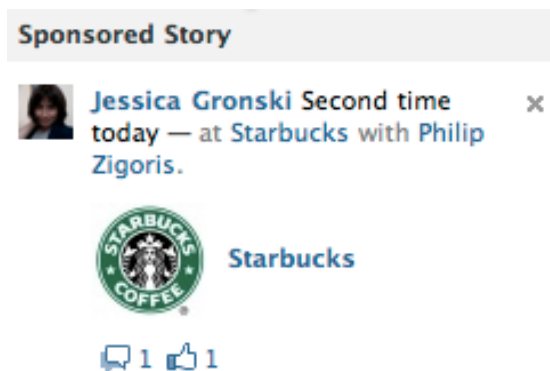 Sponsored Story
Jessica Gronski Second time
today — at Starbucks with Philip
Zigoris.
STARBUCKS
COFFEE
®
Starbucks
1 1